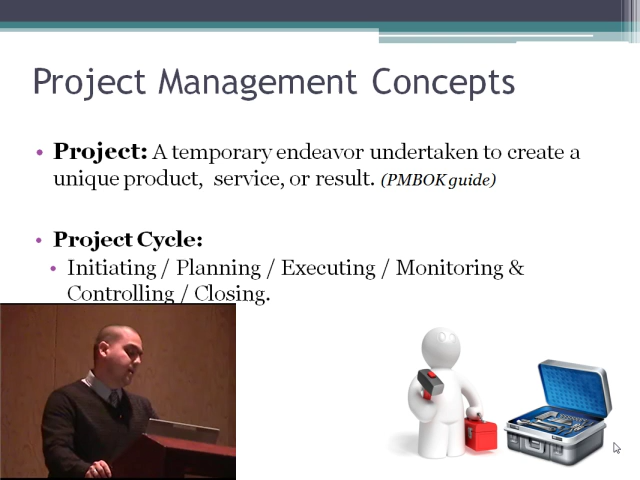 Project Management Concepts
• Project: A temporary endeavor undertaken to create a
unique product, service, or result. (PMBOK guide)
• Project Cycle:
• Initiating / Planning / Executing / Monitoring &
Controlling / Closing.